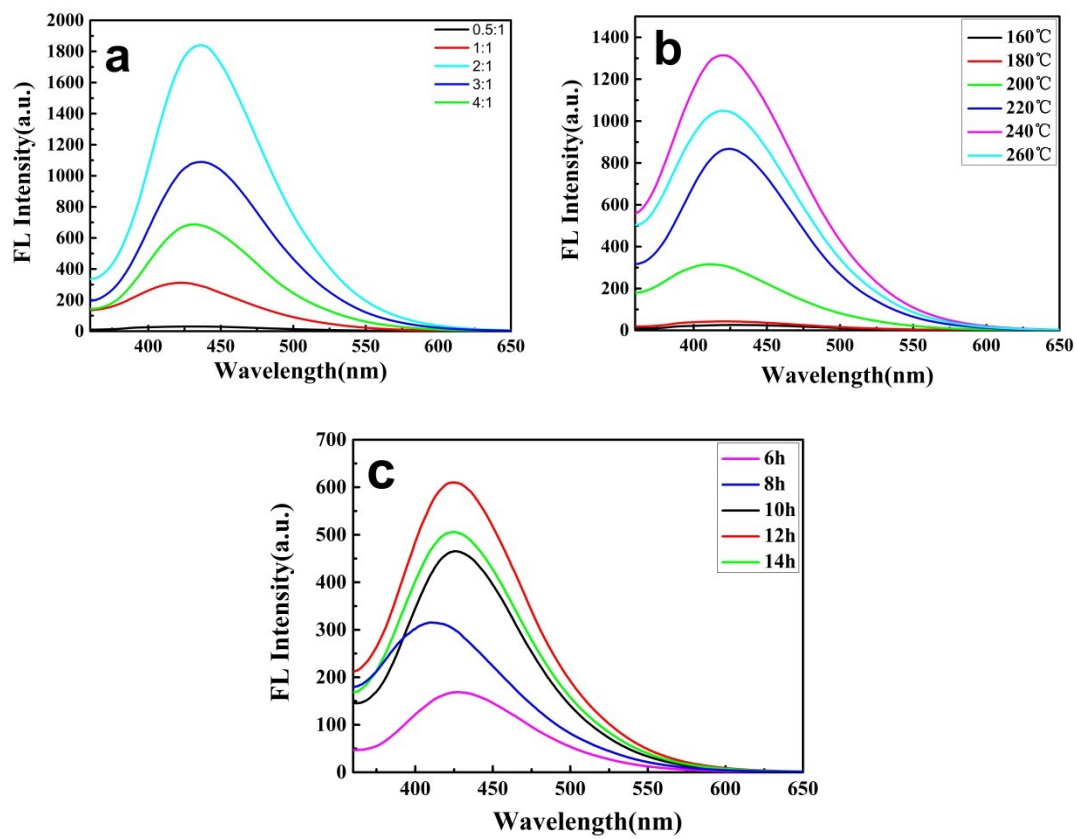 a
2000
1800
1600
1400
1200
1000
800
600
400
200
0
FL Intensity(a.u.)
400 450 500 550 600 650
Wavelength(nm)
0.5:1
1:1
2:1
3:1
4:1
b
1400
1200
1000
800
600
400
200
0
FL Intensity(a.u.)
400 450 500 550 600 650
Wavelength(nm)
160℃
180℃
200℃
220℃
240℃
260℃
c
700
600
500
400
300
200
100
0
FL Intensity(a.u.)
400 450 500 550 600 650
Wavelength(nm)
6h
8h
10h
12h
14h